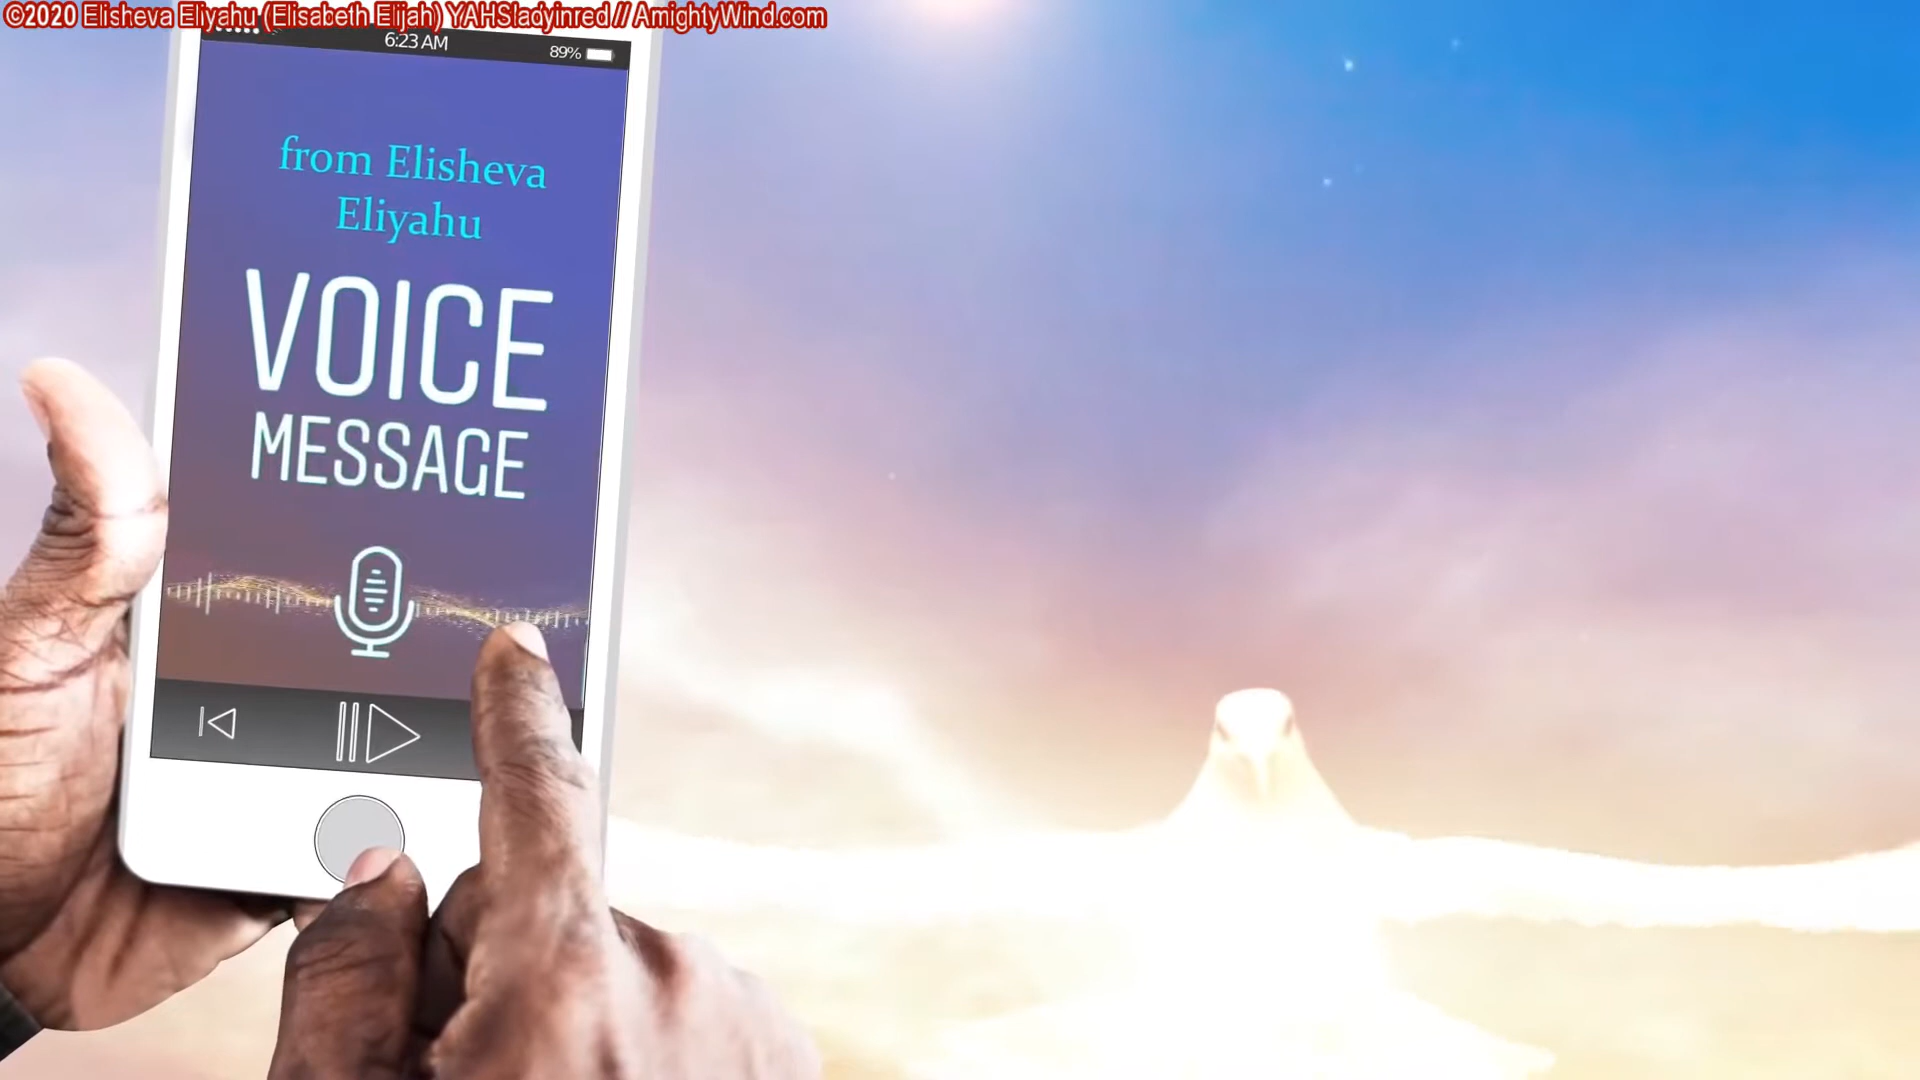 ©2020 Elisheva Eliyahu (Elisabeth Elijah) YAHSladyinred // AmightyWind.com
6:23 AM
89%
from Elisheva
Eliyahu
VOICE
MESSAGE